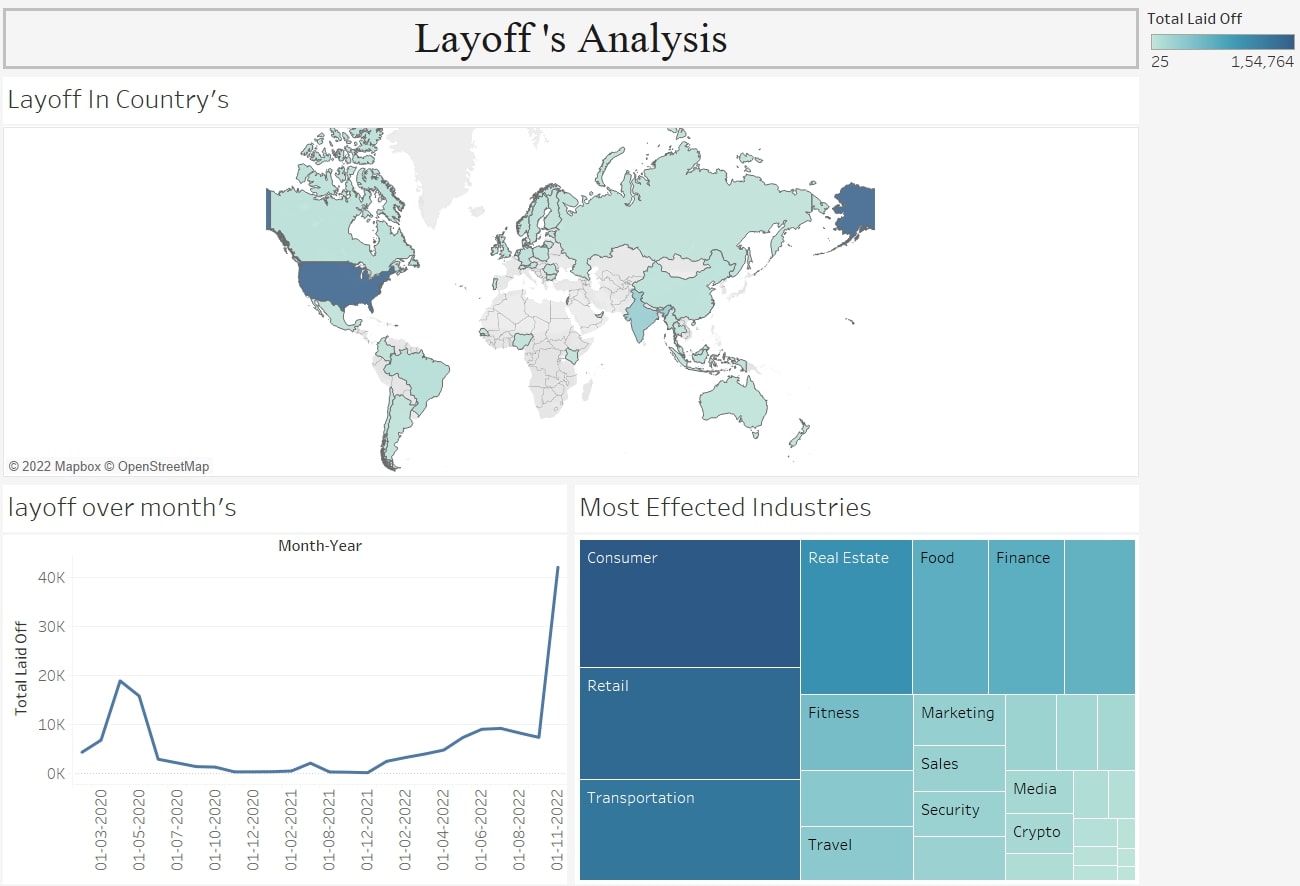 Layoff 's Analysis
Total Laid Off
25 1,54,764
Layoff In Country's
© 2022 Mapbox © OpenStreetMap
layoff over month's
Month-Year
Total Laid Off
40K
30K
20K
10K
0K
01-03-2020
01-05-2020
01-07-2020
01-10-2020
01-12-2020
01-02-2021
01-08-2021
01-12-2021
01-02-2022
01-04-2022
01-06-2022
01-08-2022
01-11-2022
Most Effected Industries
Consumer
Retail
Transportation
Real Estate
Food
Finance
Fitness
Travel
Marketing
Sales
Security
Media
Crypto